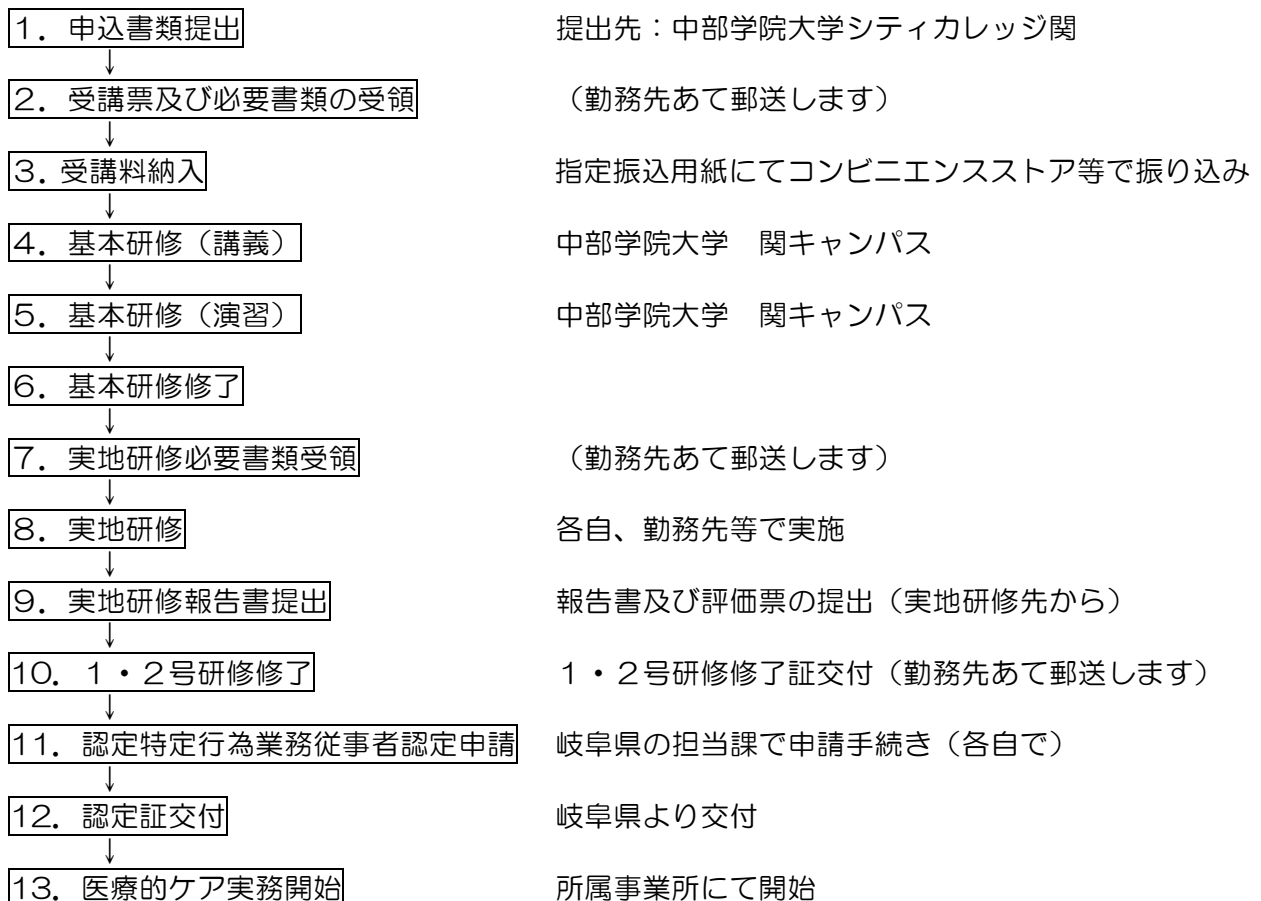 1．申込書類提出　提出先：中部学院大学シティカレッジ関
↓
2．受講票及び必要書類の受領　（勤務先あて郵送します）
↓
3．受講料納入　指定振込用紙にてコンビニエンスストア等で振り込み
↓
4．基本研修（講義）　中部学院大学　関キャンパス
↓
5．基本研修（演習）　中部学院大学　関キャンパス
↓
6．基本研修修了
↓
7．実地研修必要書類受領　（勤務先あて郵送します）
↓
8．実地研修　各自、勤務先等で実施
↓
9．実地研修報告書提出　報告書及び評価票の提出（実地研修先から）
↓
10．１・２号研修修了　１・２号研修修了証交付（勤務先あて郵送します）
↓
11．認定特定行為業務従事者認定申請　岐阜県の担当課で申請手続き（各自で）
↓
12．認定証交付　岐阜県より交付
↓
13．医療的ケア実務開始　所属事業所にて開始